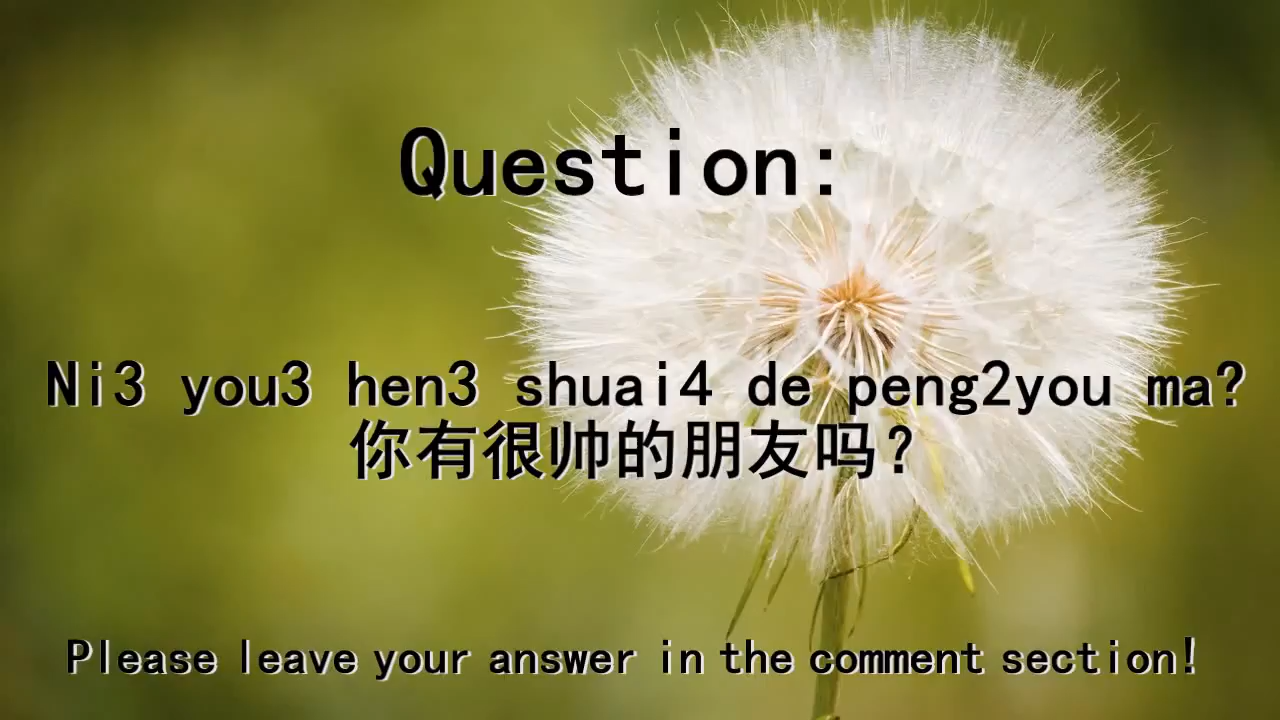 Question:
Ni3 you3 hen3 shuai4 de peng2you ma?
你有很帅的朋友吗?
Please leave your answer in the comment section!